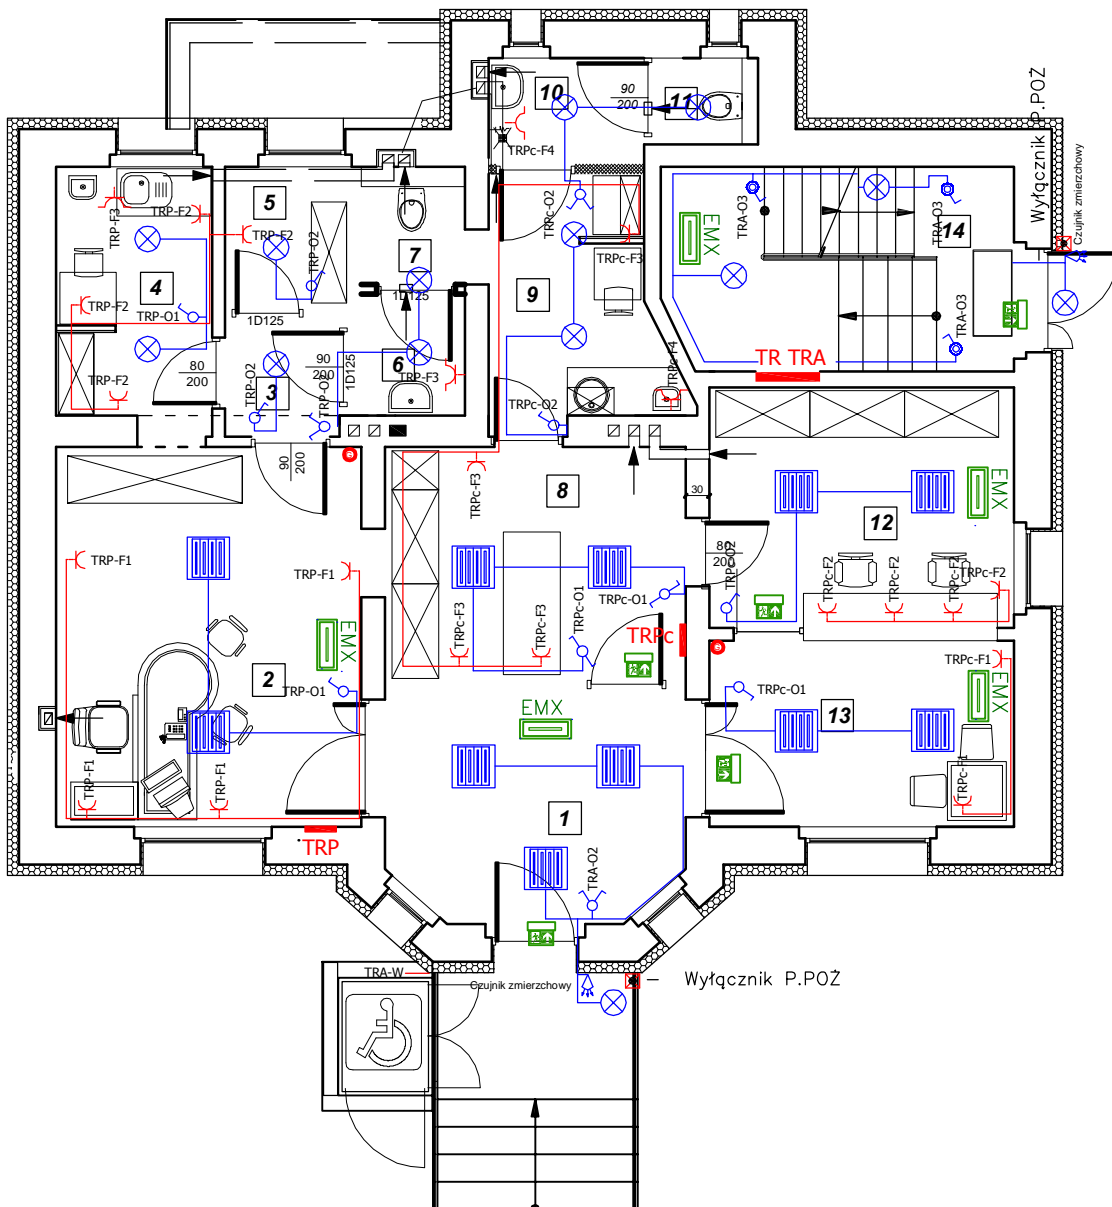 Wyłącznik P.POŻ
Czujnik zmierzchowy
10
90
200
11
TRPc-F4
5
TRP-F3
TRP-F2
TRP-F2
TRP-O2
TRPc-O2
TRPc-F3
TRA-O3
EMX
TRA-O3
14
4
7
9
TRP-F2
TRP-O1
1D125
1D125
TRA-O3
80
200
90
200
1D125
6
TRP-F3
TR TRA
TRP-F2
TRP-O2
3
TRP-O2
TRPc-O2
TRPc-F4
90
200
TRPc-F3
8
30
12
EMX
TRP-F1
TRP-F1
80
200
TRPc-O2
TRPc-F2
TRPc-F2
TRPc-F2
TRPc-F2
TRPc-O1
TRPc-F3
TRPc-F3
TRPc-O1
TRPc
EMX
2
TRP-O1
TRPc-F1
EMX
TRPc-O1
13
EMX
TRP-F1
TRP-F1
TRPc-F1
1
TRP
TRA-O2
TRA-W
Czujnik zmierzchowy
Wyłącznik P.POŻ